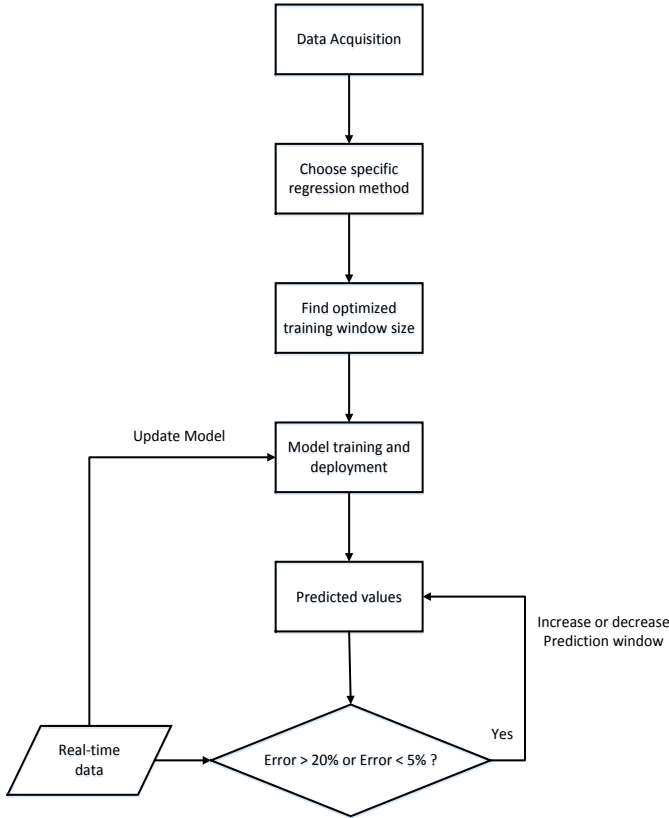 Data Acquisition
Choose specific
regression method
Find optimized
training window size
Update Model
Model training and
deployment
Predicted values
Increase or decrease
Prediction window
Yes
Real-time
data
Error > 20% or Error < 5% ?